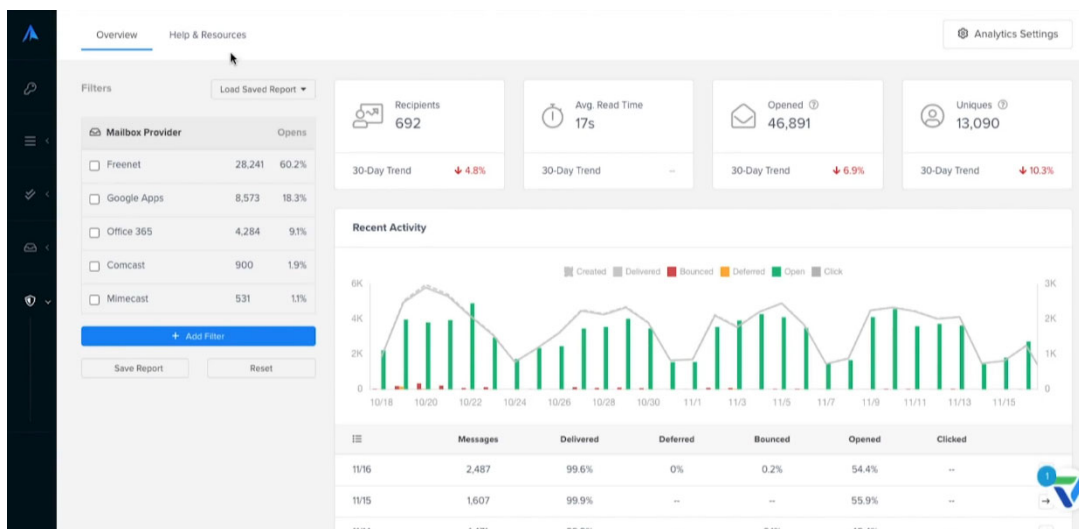 Overview Help & Resources Analytics Settings
Filters Load Saved Report
Mailbox Provider Opens
Freenet 28,241 60.2%
Google Apps 8,573 18.3%
Office 365 4,284 9.1%
Comcast 900 1.9%
Mimecast 531 1.1%
+ Add Filter
Save Report Reset
Recipients
692
30-Day Trend 4.8%
Avg. Read Time
17s
30-Day Trend --
Opened
46,891
30-Day Trend 6.9%
Uniques
13,090
30-Day Trend 10.3%
Recent Activity
Created Delivered Bounced Deferred Open Click
6K 3K
4K 2K
2K 1K
0 0
10/18 10/20 10/22 10/24 10/26 10/28 10/30 11/1 11/3 11/5 11/7 11/9 11/11 11/13 11/15
Messages Delivered Deferred Bounced Opened Clicked
11/16 2,487 99.6% 0% 0.2% 54.4% --
11/15 1,607 99.9% -- -- 55.9% --
1